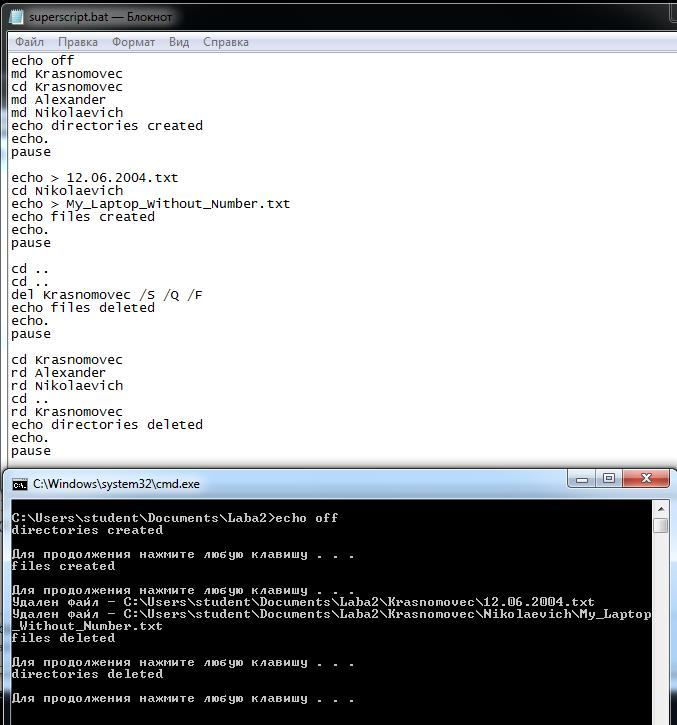 superscript.bat — Блокнот
Файл Правка Формат Вид Справка
echo off
md Krasnomovec
cd Krasnomovec
md Alexander
md Nikolaevich
echo directories created
echo.
pause
echo > 12.06.2004.txt
cd Nikolaevich
echo > My_Laptop_Without_Number.txt
echo files created
echo.
pause
cd ..
cd ..
del Krasnomovec /S /Q /F
echo files deleted
echo.
pause
cd Krasnomovec
rd Alexander
rd Nikolaevich
cd ..
rd Krasnomovec
echo directories deleted
echo.
pause
C:\Windows\system32\cmd.exe
C:\Users\student\Documents\Laba2>echo off
directories created
Для продолжения нажмите любую клавишу . . .
files created
Для продолжения нажмите любую клавишу . . .
Удален файл - C:\Users\student\Documents\Laba2\Krasnomovec\12.06.2004.txt
Удален файл - C:\Users\student\Documents\Laba2\Krasnomovec\Nikolaevich\My_Laptop
_Without_Number.txt
files deleted
Для продолжения нажмите любую клавишу . . .
directories deleted
Для продолжения нажмите любую клавишу . . .